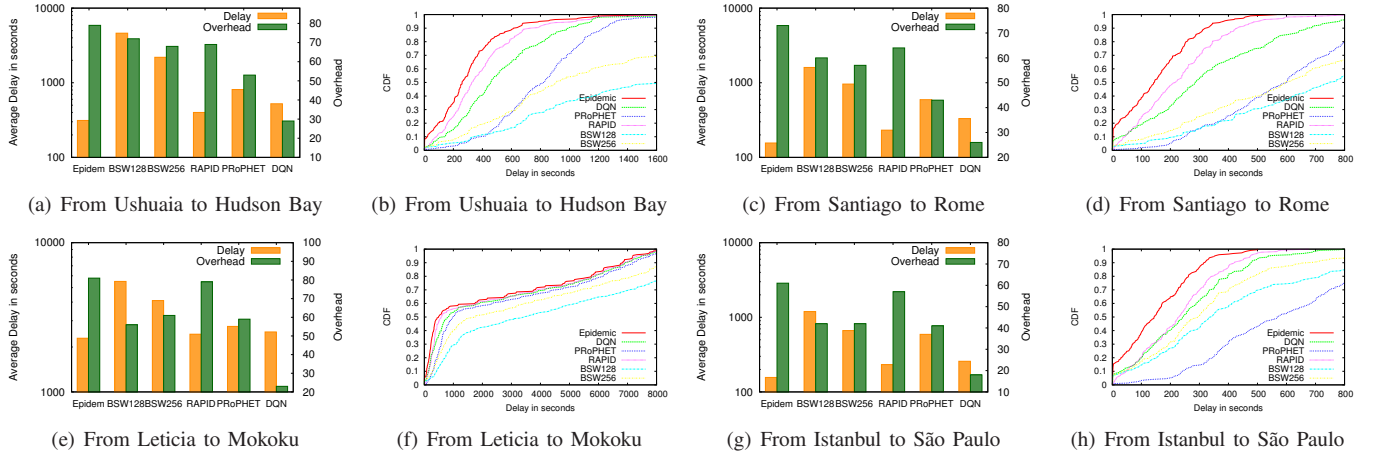 Average Delay in seconds
10000
1000
100
Delay
Overhead
80
70
60
50
40
30
20
10
Overhead
Epidem BSW128 BSW256 RAPID PRoPHET DQN
(a) From Ushuaia to Hudson Bay
CDF
1
0.9
0.8
0.7
0.6
0.5
0.4
0.3
0.2
0.1
0
Epidemic
DQN
PRoPHET
RAPID
BSW128
BSW256
0 200 400 600 800 1000 1200 1400 1600
Delay in seconds
(b) From Ushuaia to Hudson Bay
Average Delay in seconds
10000
1000
100
Delay
Overhead
80
70
60
50
40
30
20
Overhead
Epidem BSW128 BSW256 RAPID PRoPHET DQN
(c) From Santiago to Rome
CDF
1
0.9
0.8
0.7
0.6
0.5
0.4
0.3
0.2
0.1
0
Epidemic
DQN
PRoPHET
RAPID
BSW128
BSW256
0 100 200 300 400 500 600 700 800
Delay in seconds
(d) From Santiago to Rome
Average Delay in seconds
10000
1000
Delay
Overhead
100
90
80
70
60
50
40
30
20
Overhead
Epidem BSW128 BSW256 RAPID PRoPHET DQN
(e) From Leticia to Mokoku
CDF
1
0.9
0.8
0.7
0.6
0.5
0.4
0.3
0.2
0.1
0
Epidemic
DQN
PRoPHET
RAPID
BSW128
BSW256
0 1000 2000 3000 4000 5000 6000 7000 8000
Delay in seconds
(f) From Leticia to Mokoku
Average Delay in seconds
10000
1000
100
Delay
Overhead
80
70
60
50
40
30
20
10
Overhead
Epidem BSW128 BSW256 RAPID PRoPHET DQN
(g) From Istanbul to São Paulo
CDF
1
0.9
0.8
0.7
0.6
0.5
0.4
0.3
0.2
0.1
0
Epidemic
DQN
PRoPHET
RAPID
BSW128
BSW256
0 100 200 300 400 500 600 700 800
Delay in seconds
(h) From Istanbul to São Paulo